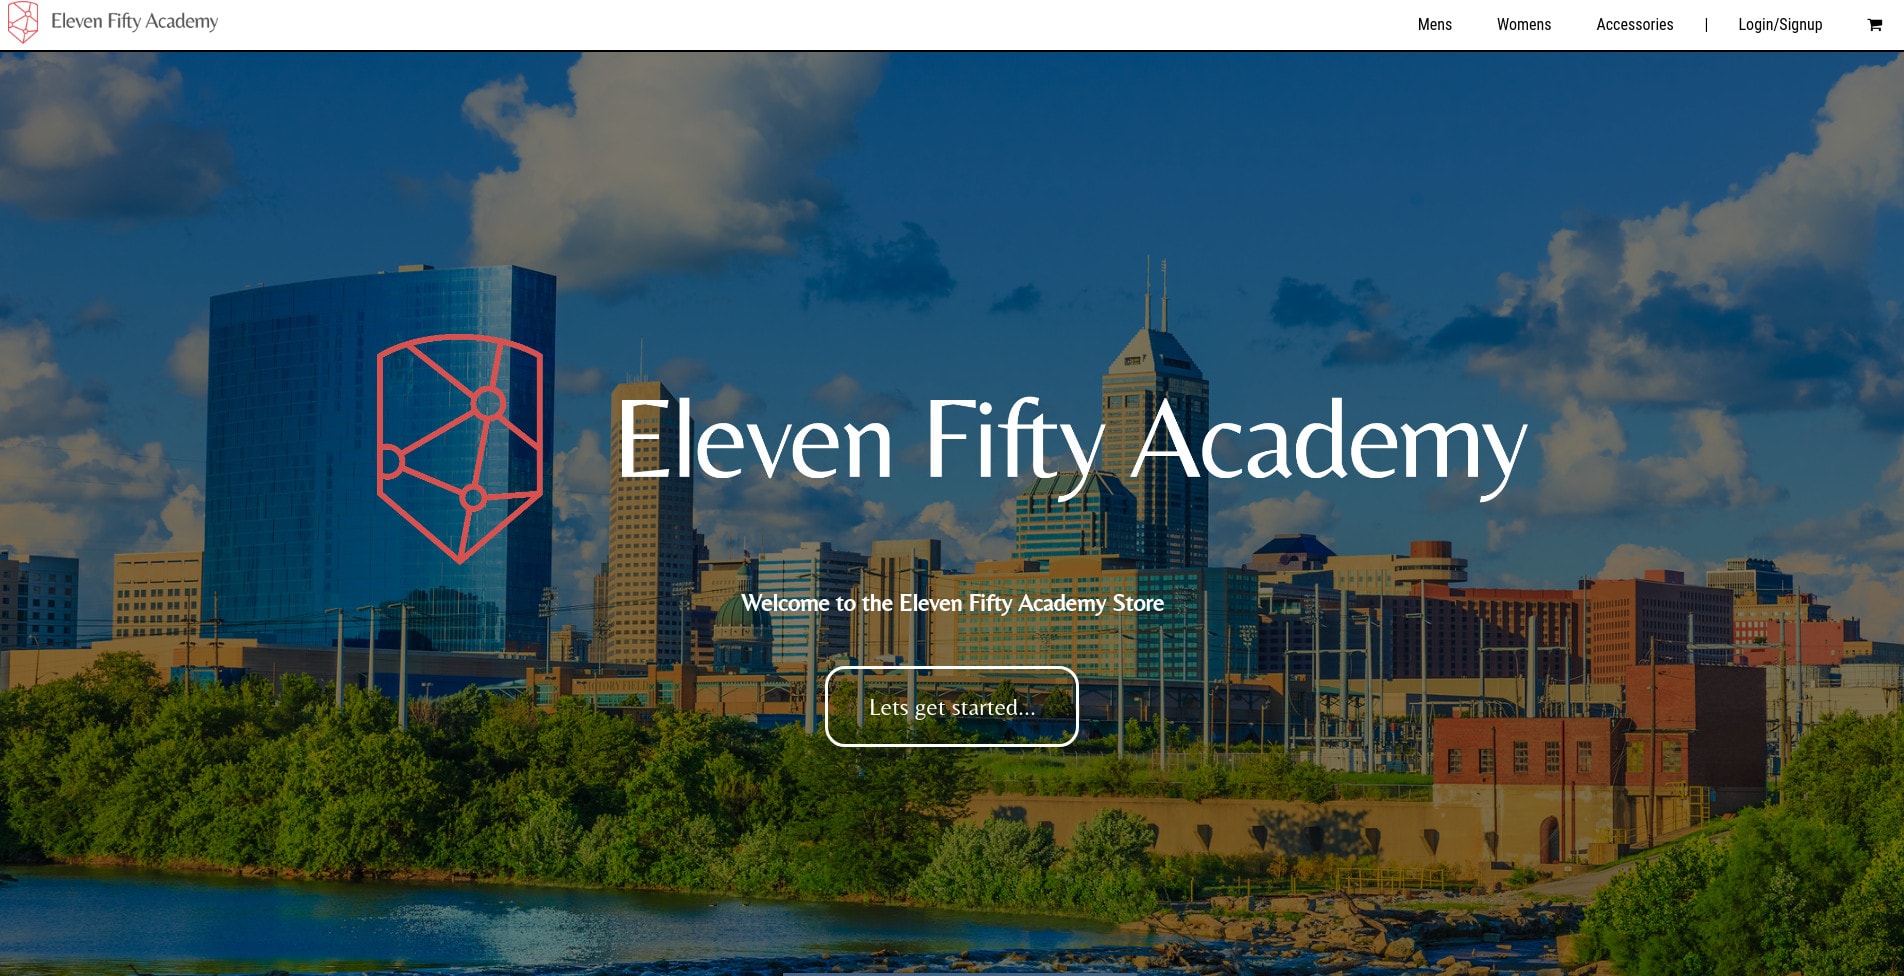 Eleven Fifty Academy
Mens Womens Accessories | Login/Signup
Eleven Fifty Academy
Welcome to the Eleven Fifty Academy Store
Lets get started...